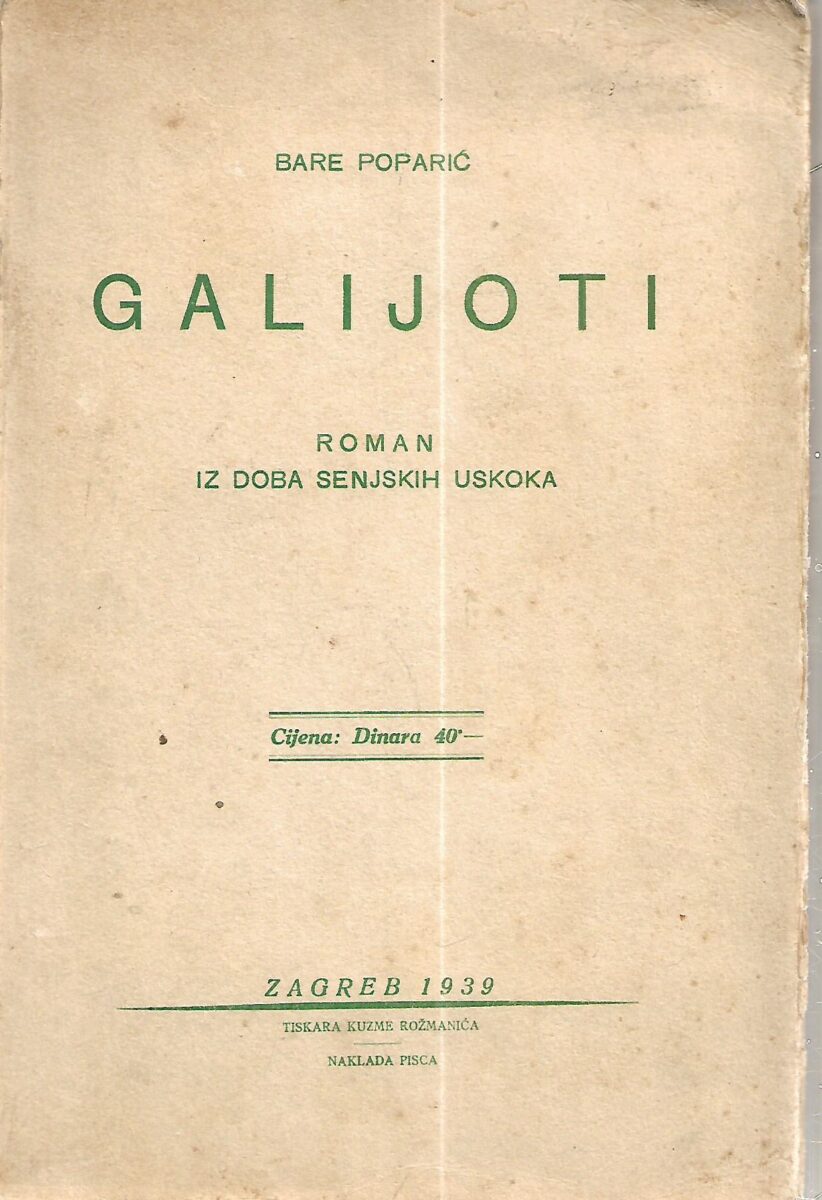 BARE POPARIĆ
GALIJOTI
ROMAN
IZ DOBA SENJSKIH USKOKA
Cijena: Dinara 40·—
ZAGREB 1939
TISKARA KUZME ROŽMANIĆA
NAKLADA PISCA